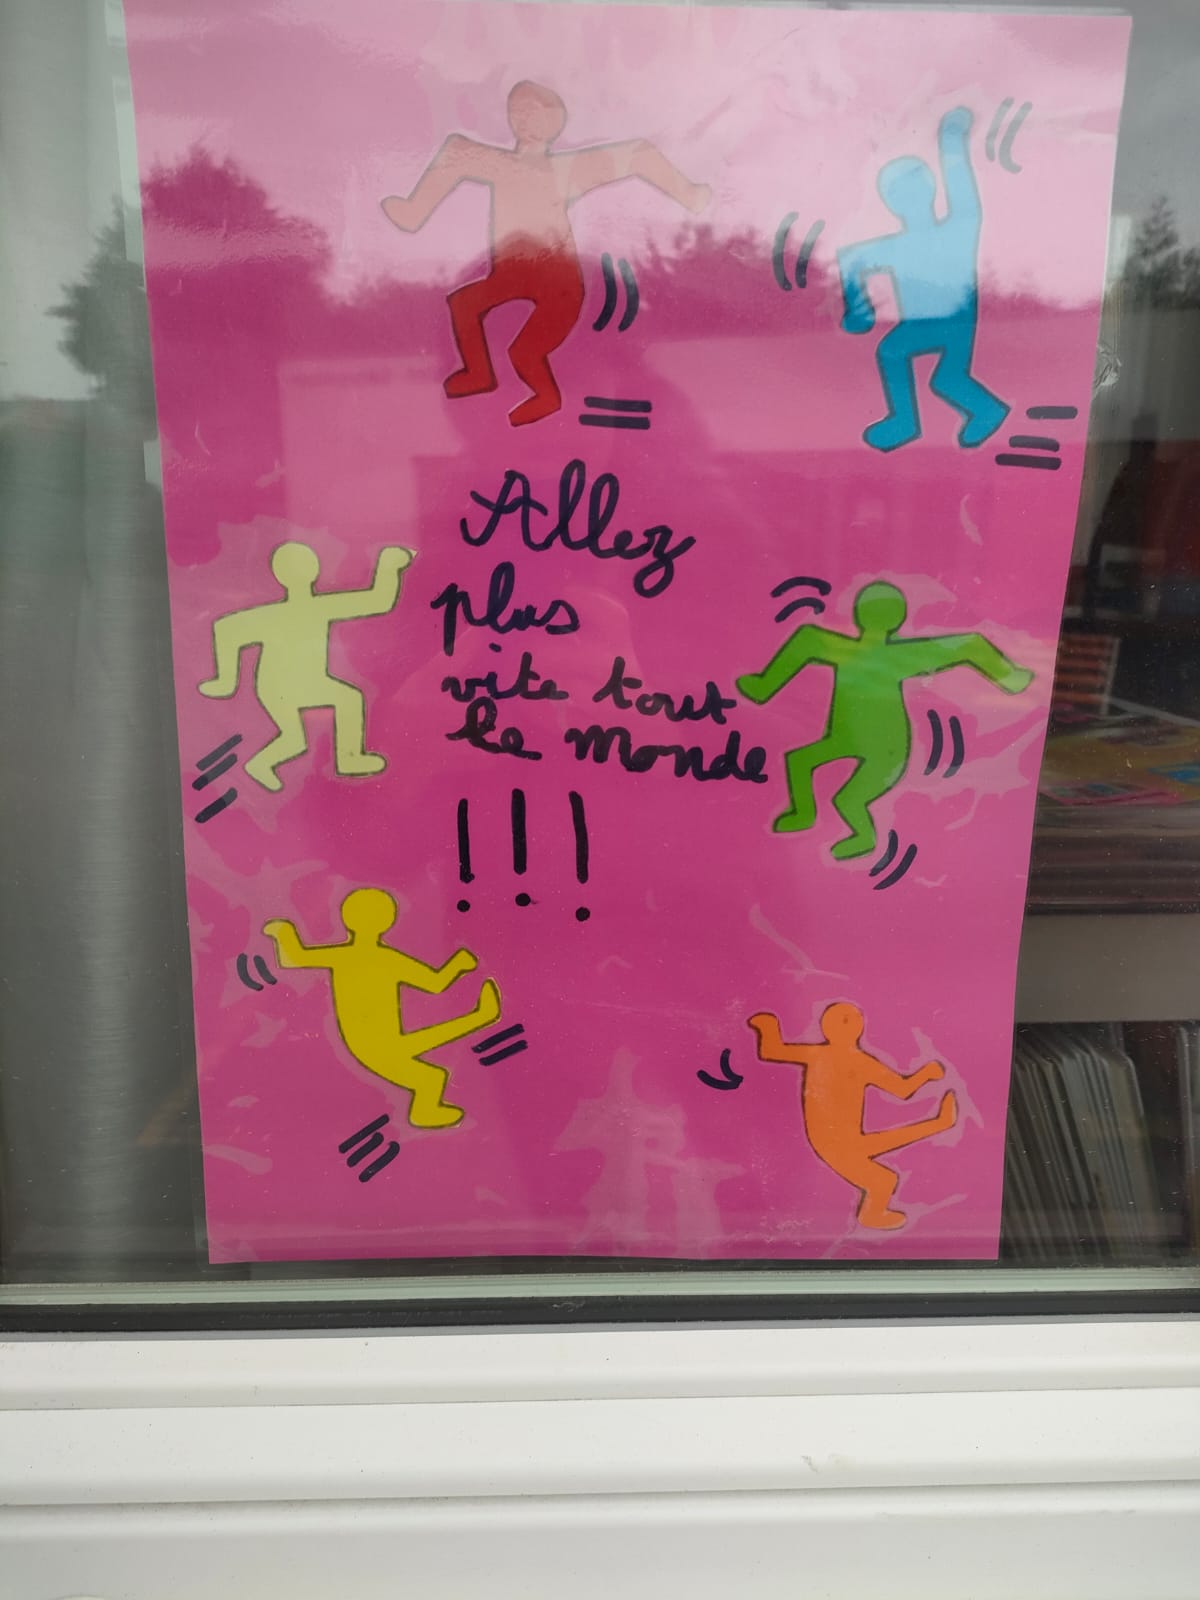 Allez
plus
vite tout
le monde
!!!